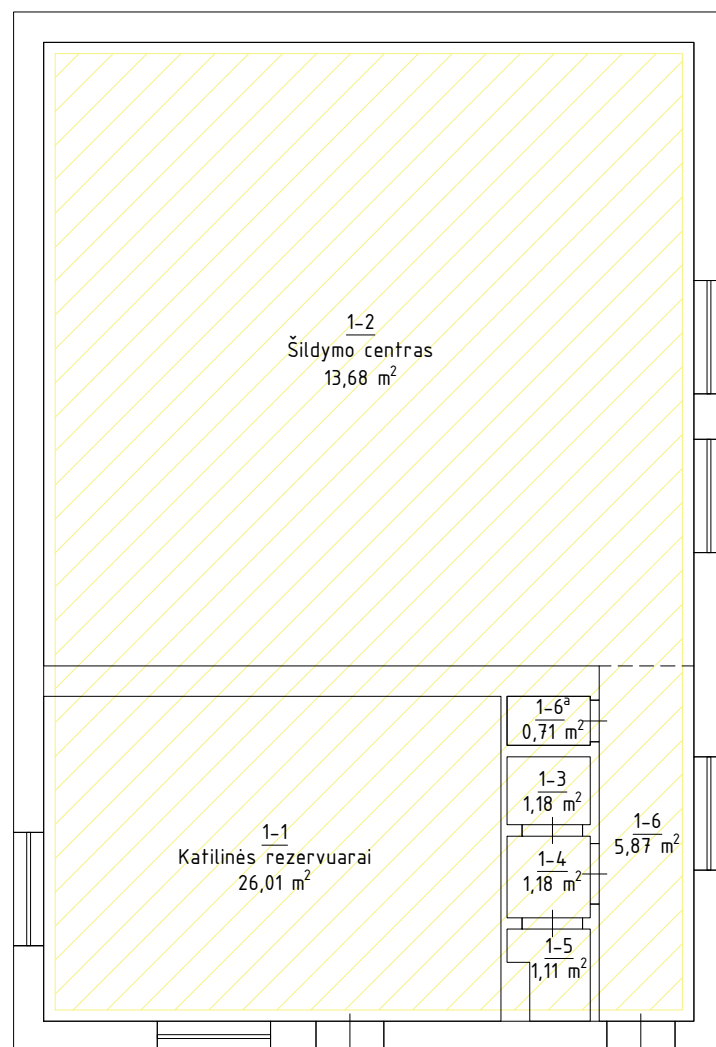 1-2
Šildymo centras
13,68 m²
1-6ᵃ
0,71 m²
1-3
1,18 m²
1-6
5,87 m²
1-1
Katilinės rezervuarai
26,01 m²
1-4
1,18 m²
1-5
1,11 m²